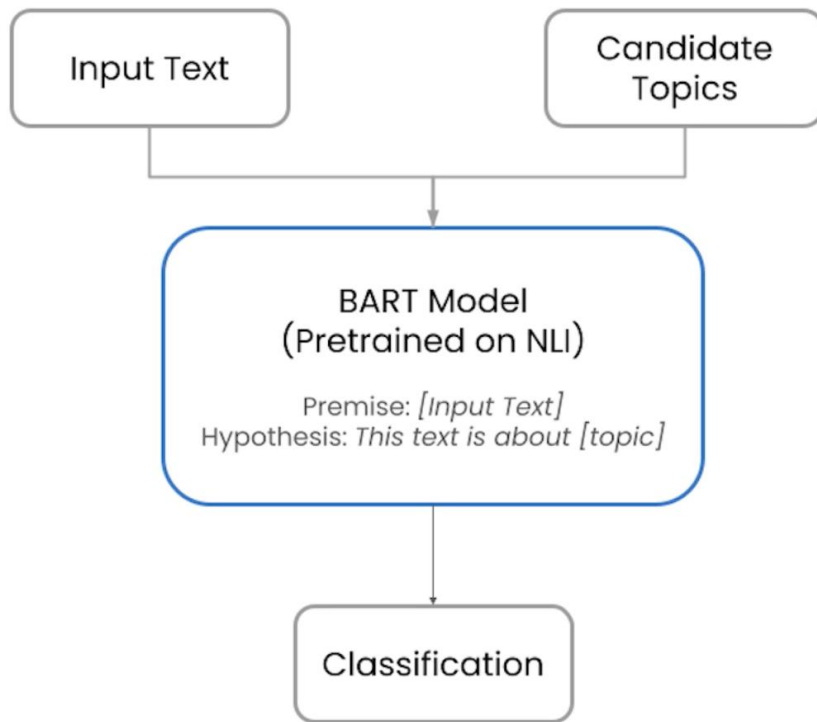 Input Text
Candidate
Topics
BART Model
(Pretrained on NLI)
Premise: [Input Text]
Hypothesis: This text is about [topic]
Classification